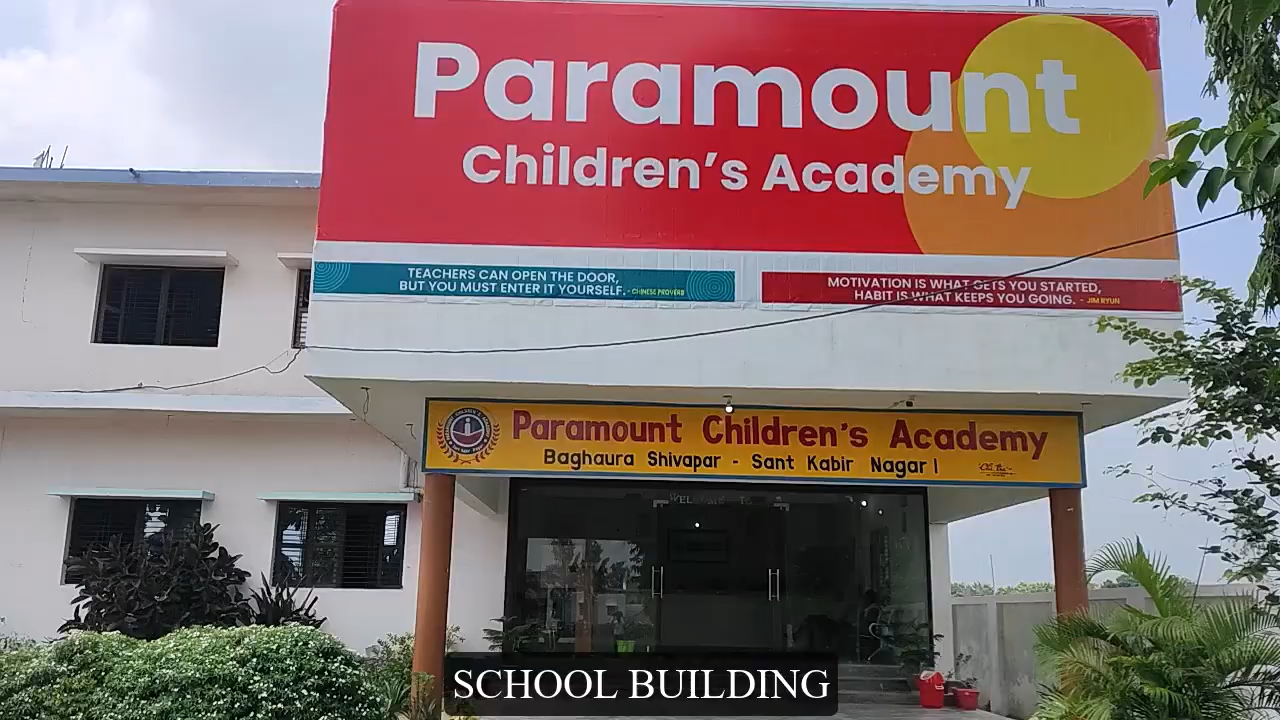 Paramount
Children's Academy
TEACHERS CAN OPEN THE DOOR,
BUT YOU MUST ENTER IT YOURSELF. - CHINESE PROVERB
MOTIVATION IS WHAT GETS YOU STARTED,
HABIT IS WHAT KEEPS YOU GOING. - JIM RYUN
Paramount Children's Academy
Baghaura Shivapar - Sant Kabir Nagar
WELCOME TO
SCHOOL BUILDING